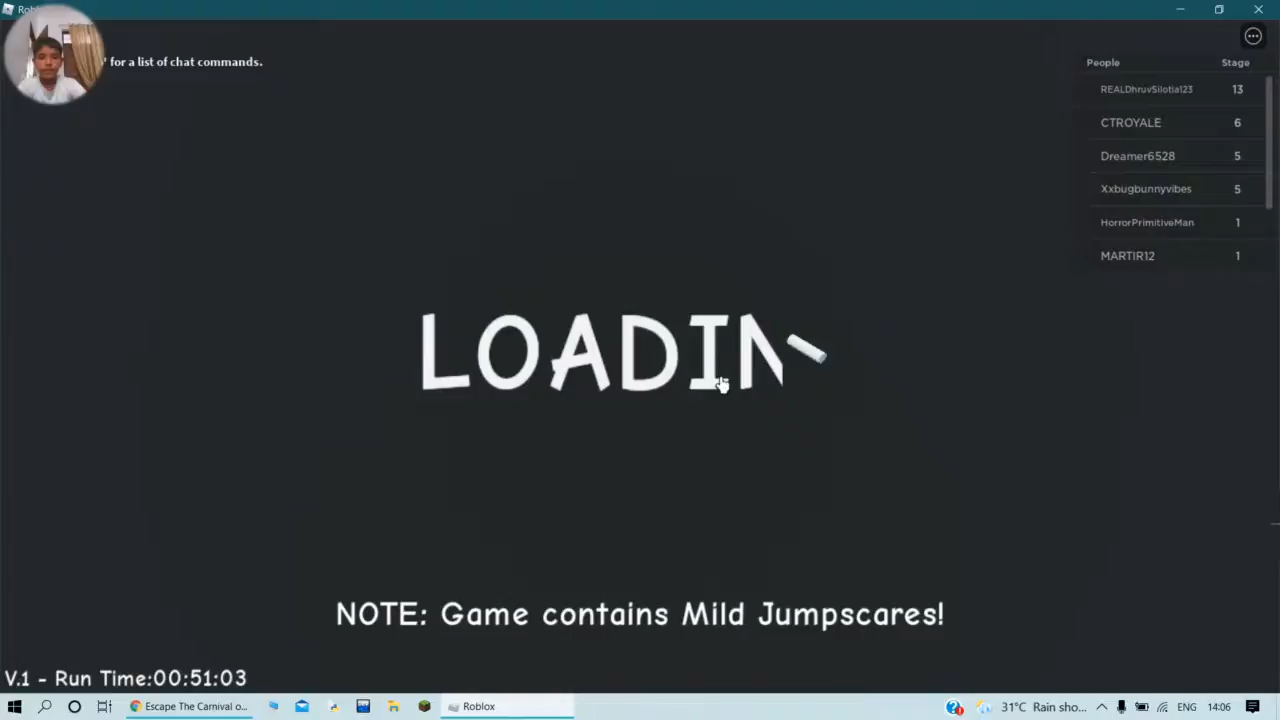 Rob
' for a list of chat commands.
People Stage
REALDhruvSilotia123 13
CTROYALE 6
Dreamer6528 5
Xxbugbunnyvibes 5
HorrorPrimitiveMan 1
MARTIR12 1
LOADIN
NOTE: Game contains Mild Jumpscares!
V.1 - Run Time:00:51:03
Escape The Carnival o... Roblox 31°C Rain sho... ENG 14:06